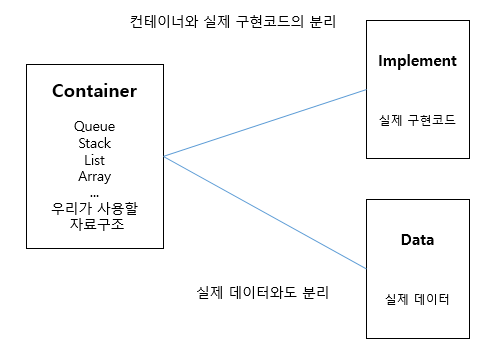 컨테이너와 실제 구현코드의 분리
Container
Queue
Stack
List
Array
...
우리가 사용할
자료구조
Implement
실제 구현코드
Data
실제 데이터
실제 데이터와도 분리